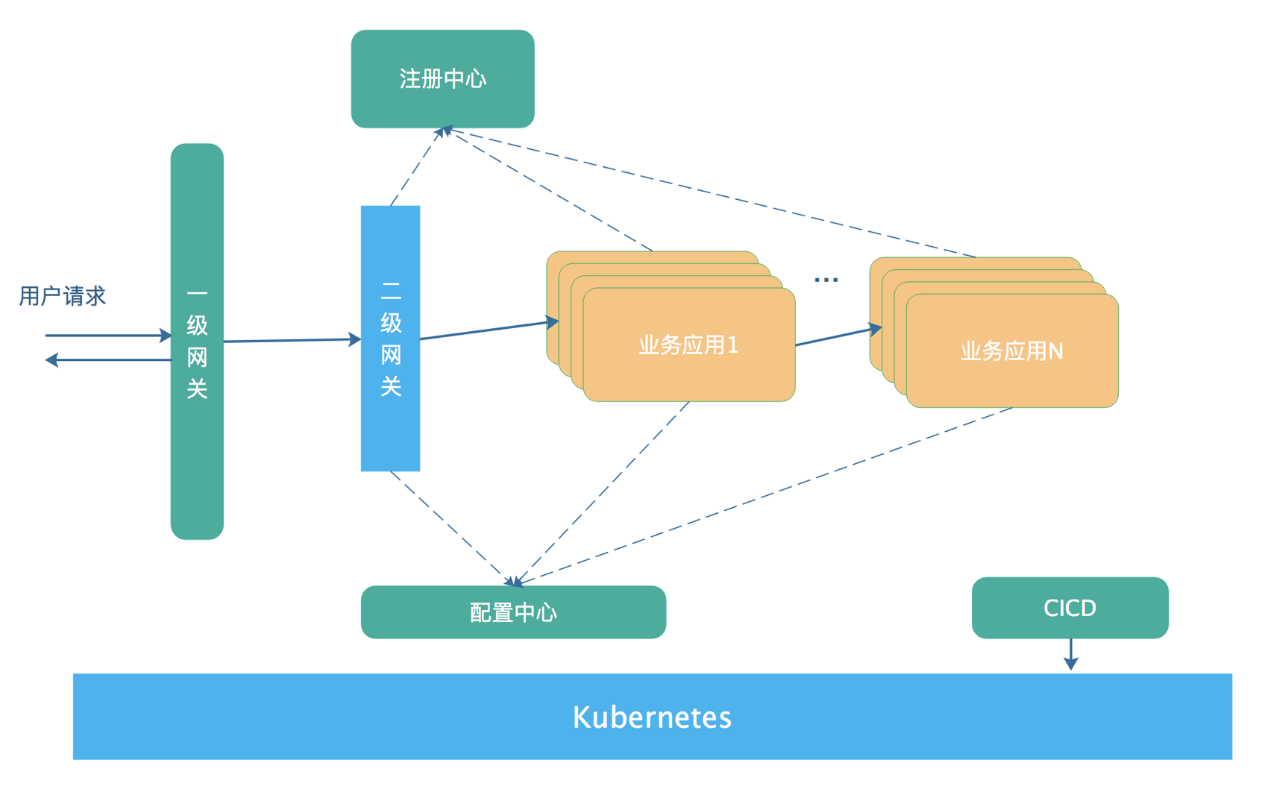 注册中心
用户请求
一级网关
二级网关
...
业务应用1
业务应用N
配置中心
CICD
Kubernetes